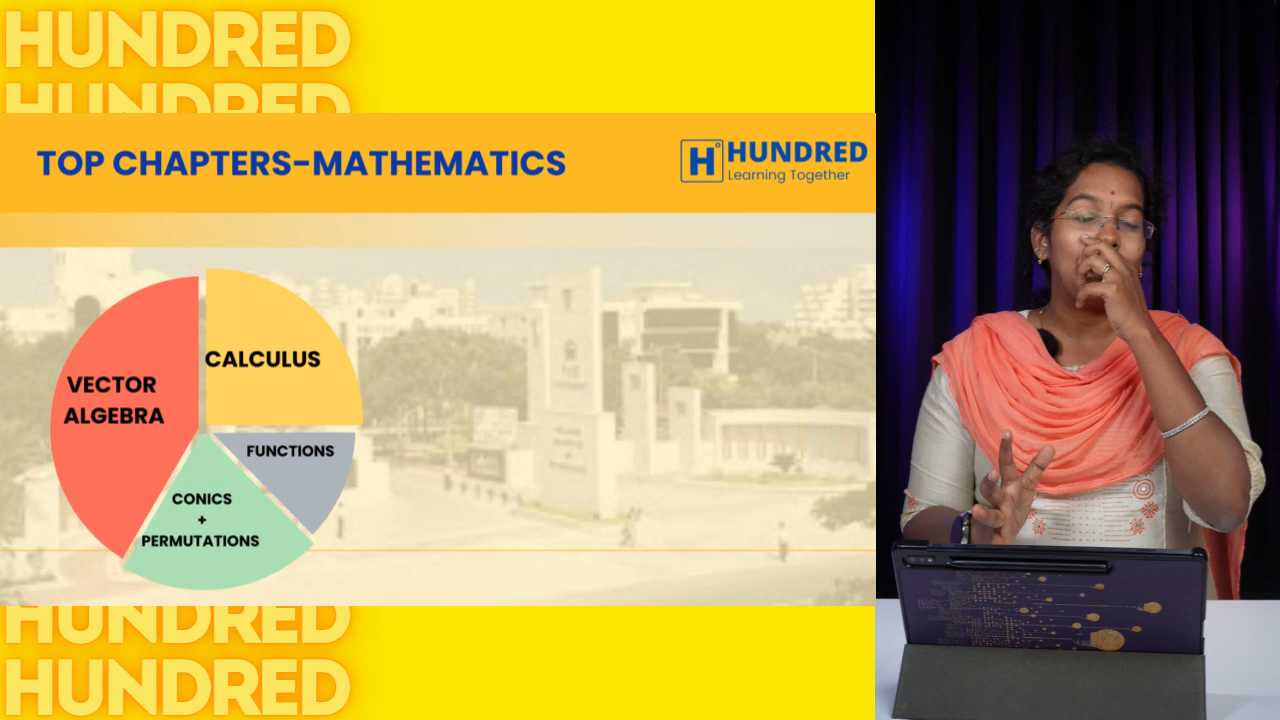 HUNDRED
HUNDRED
TOP CHAPTERS-MATHEMATICS
H HUNDRED
Learning Together
CALCULUS
VECTOR
ALGEBRA
FUNCTIONS
CONICS
+
PERMUTATIONS
HUNDRED
HUNDRED